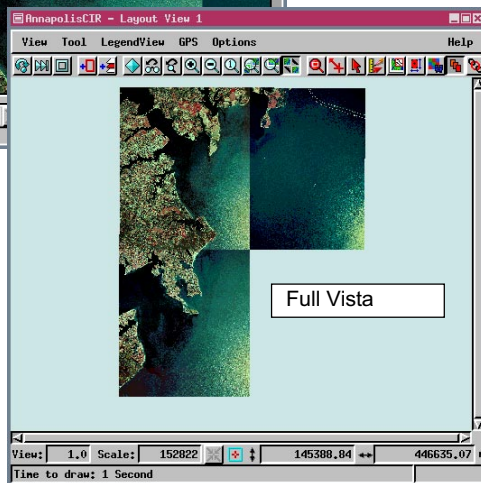 AnnapolisCIR - Layout View 1
View Tool LegendView GPS Options Help
Full Vista
View: 1.0 Scale: 152822 145388.84 446635.07
Time to draw: 1 Second